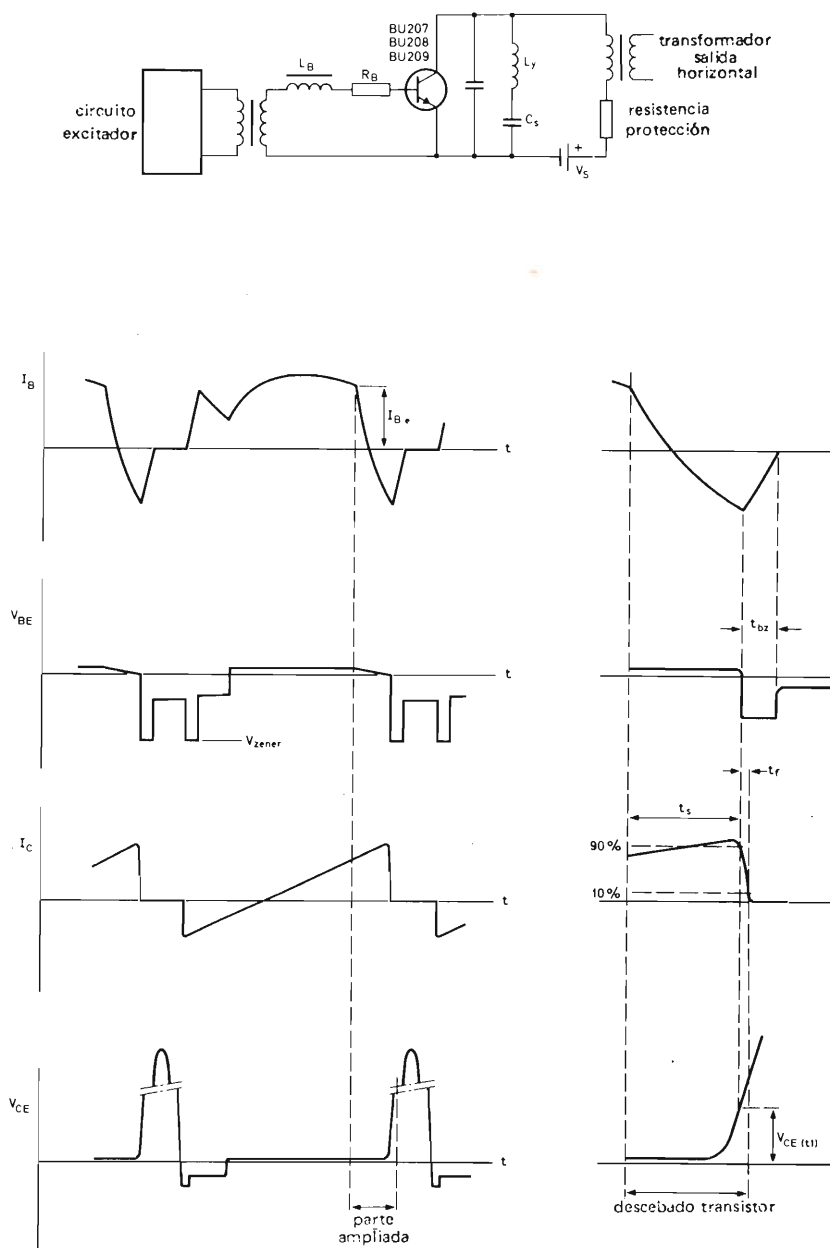 BU207
BU208
BU209
L_B
R_B
L_y
C_s
V_S
+
circuito
excitador
transformador
salida
horizontal
resistencia
protección
I_B
I_Be
t
V_BE
t_bz
t
V_zener
t_f
I_C
t_s
90%
10%
t
V_CE
V_CE (t1)
t
parte
ampliada
descebado transistor